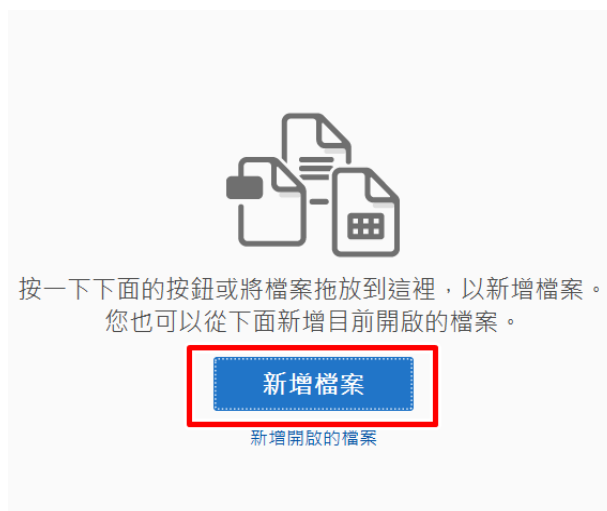 按一下下面的按鈕或將檔案拖放到這裡，以新增檔案。
您也可以從下面新增目前開啟的檔案。
新增檔案
新增開啟的檔案